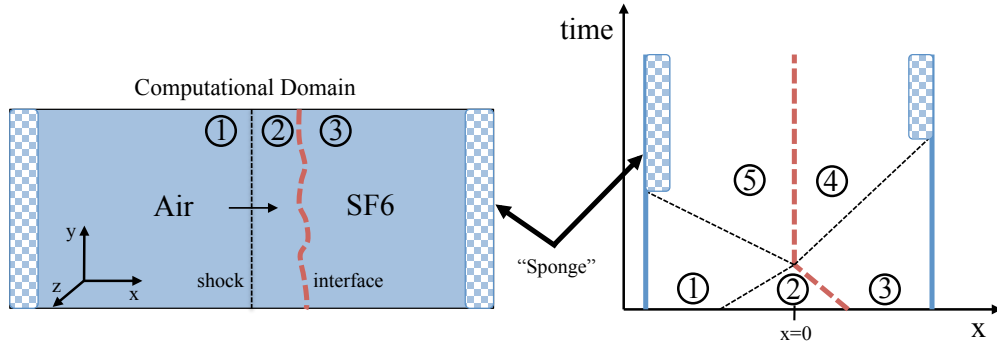 Computational Domain
① ② ③
Air
SF6
shock
interface
y
x
z
“Sponge”
time
⑤ ④
① ② ③
x=0
x